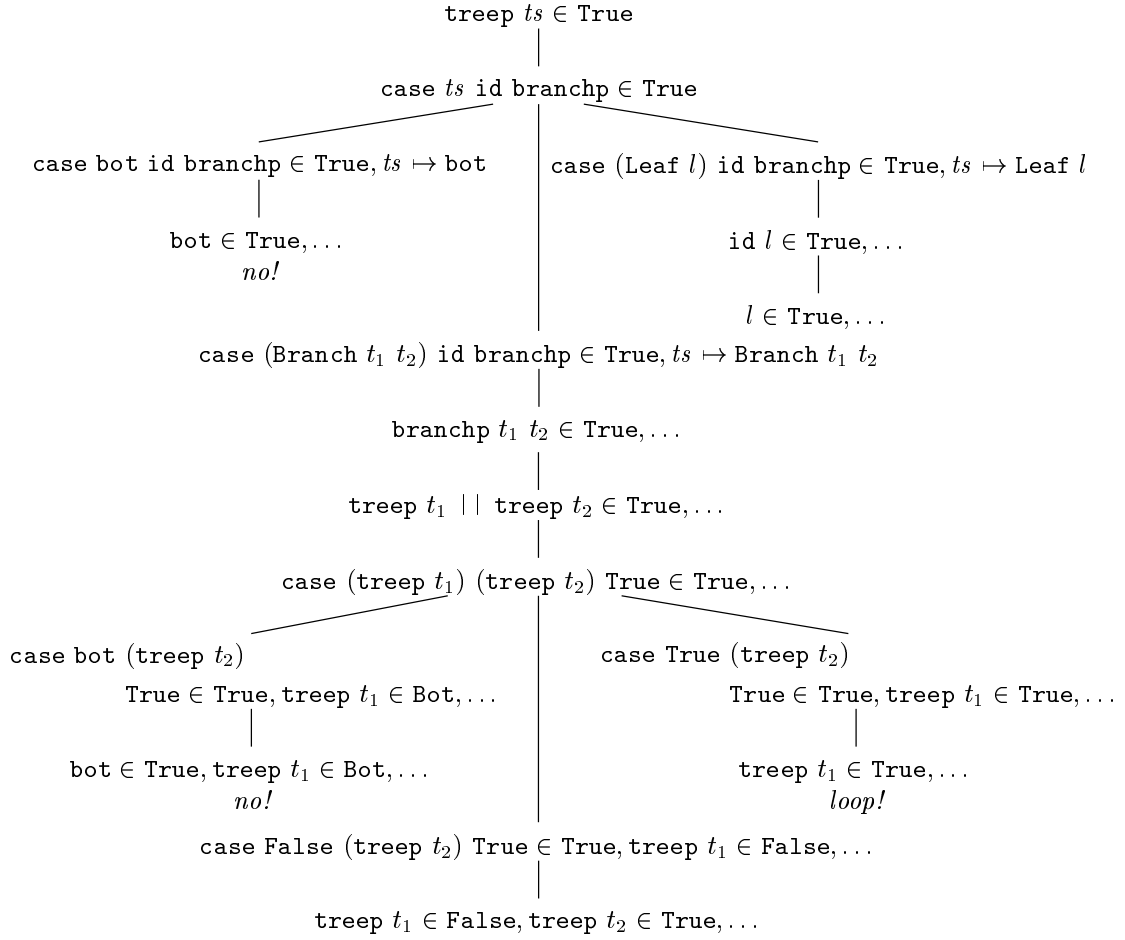 treep ts ∈ True
case ts id branchp ∈ True
case bot id branchp ∈ True, ts ↦ bot
case (Leaf l) id branchp ∈ True, ts ↦ Leaf l
bot ∈ True, ...
no!
id l ∈ True, ...
l ∈ True, ...
case (Branch t₁ t₂) id branchp ∈ True, ts ↦ Branch t₁ t₂
branchp t₁ t₂ ∈ True, ...
treep t₁ || treep t₂ ∈ True, ...
case (treep t₁) (treep t₂) True ∈ True, ...
case bot (treep t₂)
True ∈ True, treep t₁ ∈ Bot, ...
case True (treep t₂)
True ∈ True, treep t₁ ∈ True, ...
bot ∈ True, treep t₁ ∈ Bot, ...
no!
treep t₁ ∈ True, ...
loop!
case False (treep t₂) True ∈ True, treep t₁ ∈ False, ...
treep t₁ ∈ False, treep t₂ ∈ True, ...